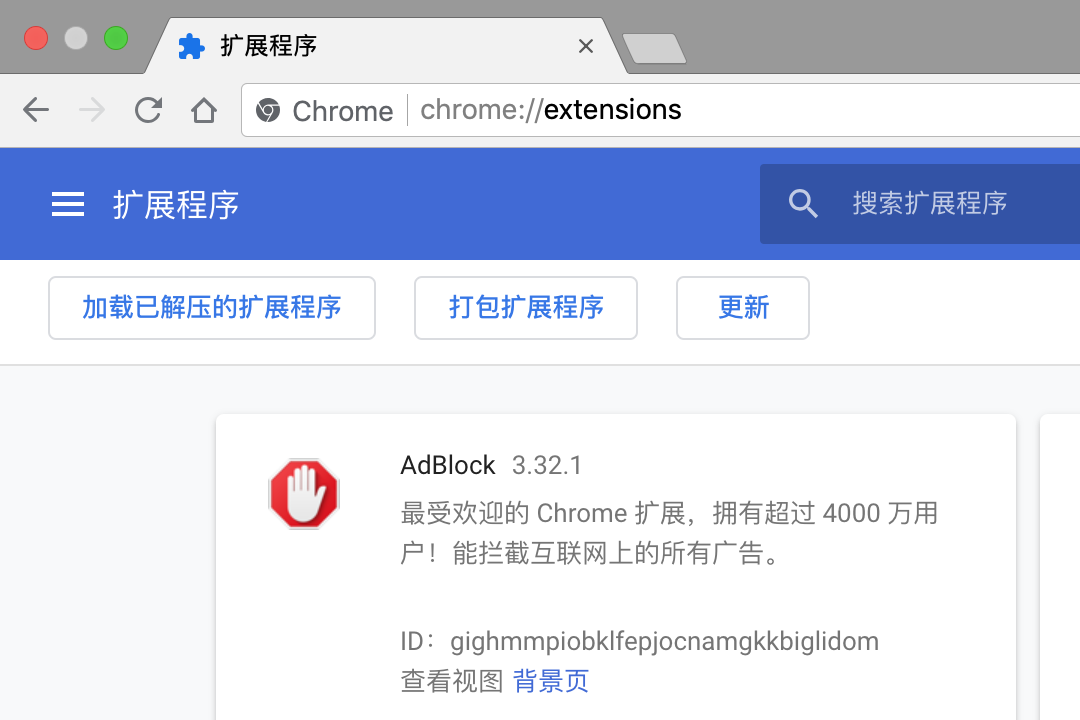 扩展程序
Chrome chrome://extensions
扩展程序
搜索扩展程序
加载已解压的扩展程序 打包扩展程序 更新
AdBlock 3.32.1
最受欢迎的 Chrome 扩展，拥有超过 4000 万用
户！能拦截互联网上的所有广告。
ID：gighmmpiobklfepjocnamgkkbiglidom
查看视图 背景页